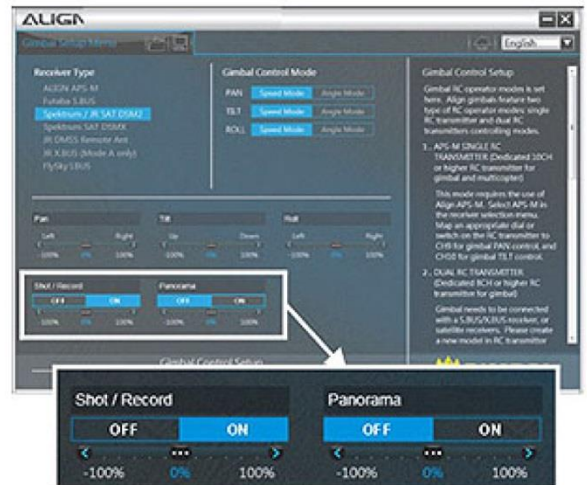 ALIGN
Gimbal Setup Menu
English
Receiver Type
ALIGN APS-M
Futaba S.BUS
Spektrum / JR SAT DSM2
Spektrum SAT DSMX
JR DMSS Remote Ant
JR X.BUS (Mode A only)
FlySky I.BUS
Gimbal Control Mode
PAN Speed Mode Angle Mode
TILT Speed Mode Angle Mode
ROLL Speed Mode Angle Mode
Pan
Left Right
-100% 0% 100%
Tilt
Up Down
-100% 0% 100%
Roll
Left Right
-100% 0% 100%
Shot / Record
OFF ON
-100% 0% 100%
Panorama
OFF ON
-100% 0% 100%
Gimbal Control Setup
Gimbal Control Setup
Gimbal RC operator modes is set
here. Align gimbals feature two
type of RC operator modes: single
RC transmitter and dual RC
transmitters controlling modes.
1. APS-M SINGLE RC
TRANSMITTER (Dedicated 10CH
or higher RC transmitter for
gimbal and multicopter)
This mode requires the use of
Align APS-M. Select APS-M in
the receiver selection menu.
Map an appropriate dial or
switch on the RC transmitter to
CH9 for gimbal PAN control, and
CH10 for gimbal TILT control.
2. DUAL RC TRANSMITTER
(Dedicated 8CH or higher RC
transmitter for gimbal)
Gimbal needs to be connected
with a S.BUS/X.BUS receiver, or
satellite receivers. Please create
a new model in RC transmitter
Shot / Record
OFF ON
-100% 0% 100%
Panorama
OFF ON
-100% 0% 100%